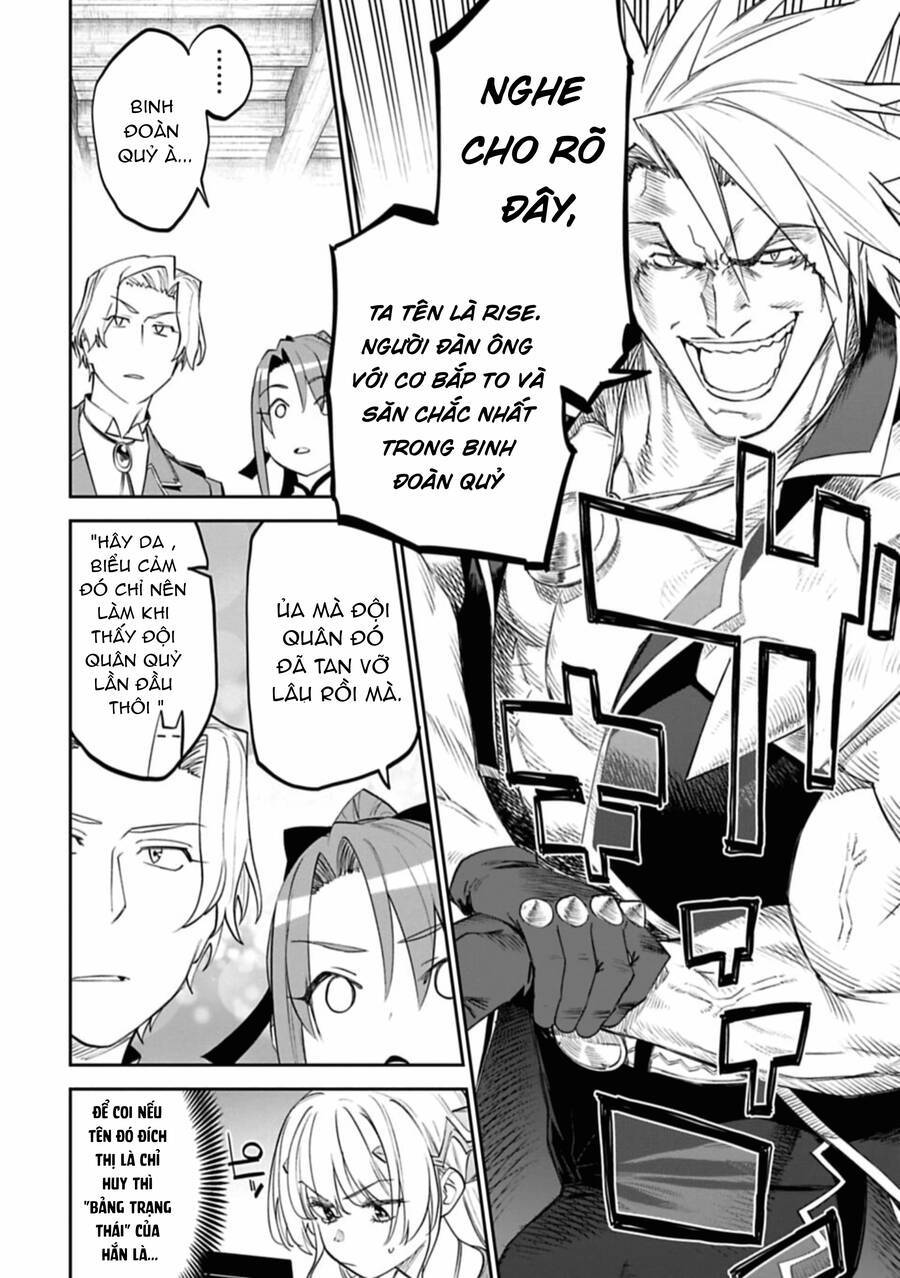 NGHE
CHO RÕ
ĐÂY,
TA TÊN LÀ RISE.
NGƯỜI ĐÀN ÔNG
VỚI CƠ BẮP TO VÀ
SĂN CHẮC NHẤT
TRONG BINH
ĐOÀN QUỶ
......
BINH
ĐOÀN
QUỶ À...
ỦA MÀ ĐỘI
QUÂN ĐÓ
ĐÃ TAN VỠ
LÂU RỒI MÀ.
"HÂY DA ,
BIỂU CẢM
ĐÓ CHỈ NÊN
LÀM KHI
THẤY ĐỘI
QUÂN QUỶ
LẦN ĐẦU
THÔI "
ĐỂ COI NẾU
TÊN ĐÓ ĐÍCH
THỊ LÀ CHỈ
HUY THÌ
"BẢNG TRẠNG
THÁI" CỦA
HẮN LÀ...